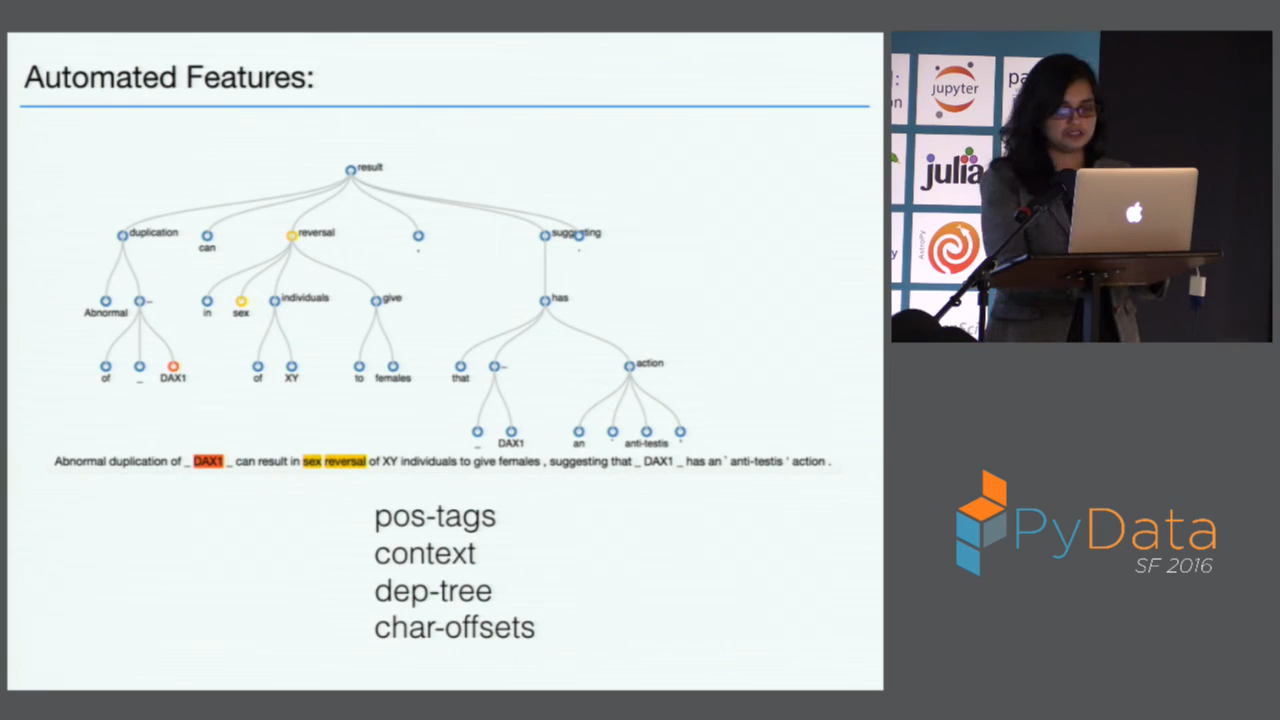 Automated Features:
result
duplication
can
reversal
,
suggesting
.
Abnormal
_
in
sex
individuals
give
has
of
_
DAX1
of
XY
to
females
that
_
action
_
DAX1
an
`
anti-testis
'
Abnormal duplication of _ DAX1 _ can result in sex reversal of XY individuals to give females , suggesting that _ DAX1 _ has an ` anti-testis ' action .
pos-tags
context
dep-tree
char-offsets
jupyter
julia
AstroPy
PyData
SF 2016